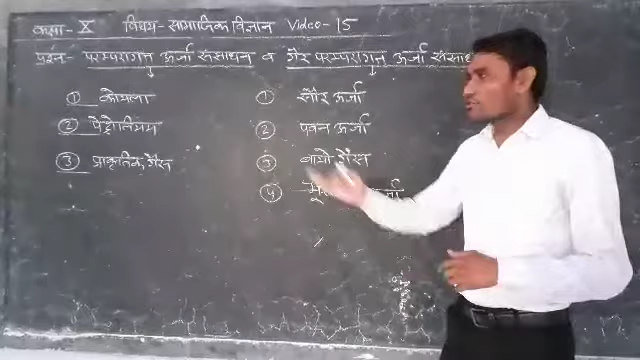 कक्षा - X विषय - सामाजिक विज्ञान Video - 15
प्रश्न:- परम्परागत ऊर्जा संसाधन व गैर परम्परागत ऊर्जा संसा
① कोयला
② पेट्रोलियम
③ प्राकृतिक गैस
① सौर ऊर्जा
② पवन ऊर्जा
③ बायो गैस
④